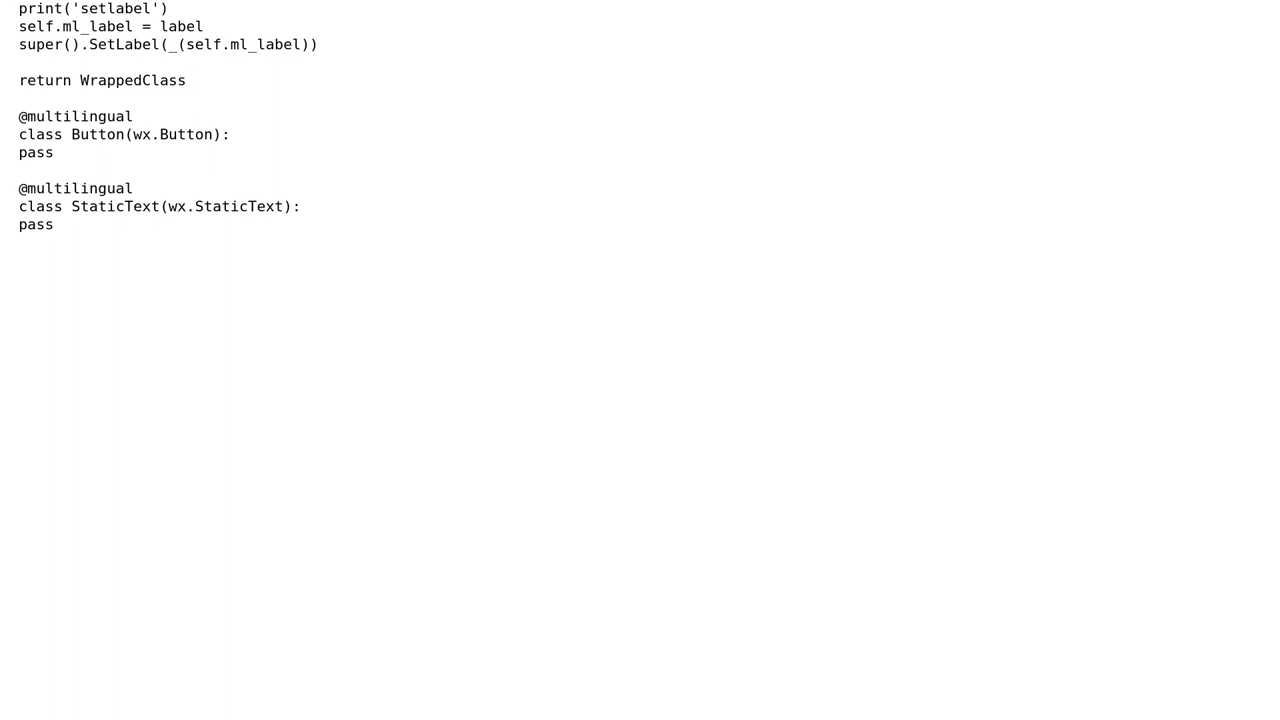 print('setlabel')
self.ml_label = label
super().SetLabel(_(self.ml_label))
return WrappedClass
@multilingual
class Button(wx.Button):
pass
@multilingual
class StaticText(wx.StaticText):
pass